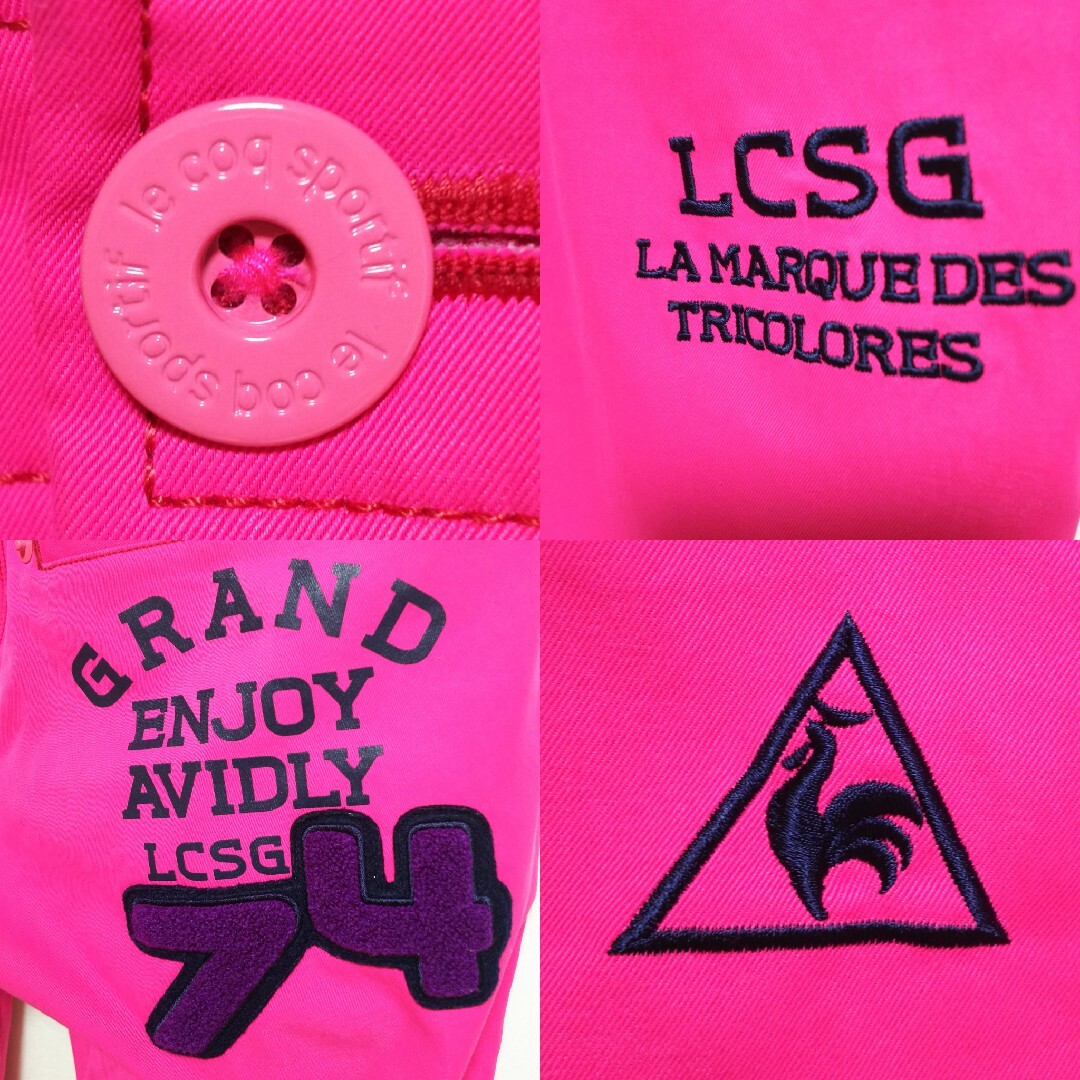 le coq sportif
le coq sportif
LCSG
LA MARQUE DES
TRICOLORES
GRAND
ENJOY
AVIDLY
LCSG
74